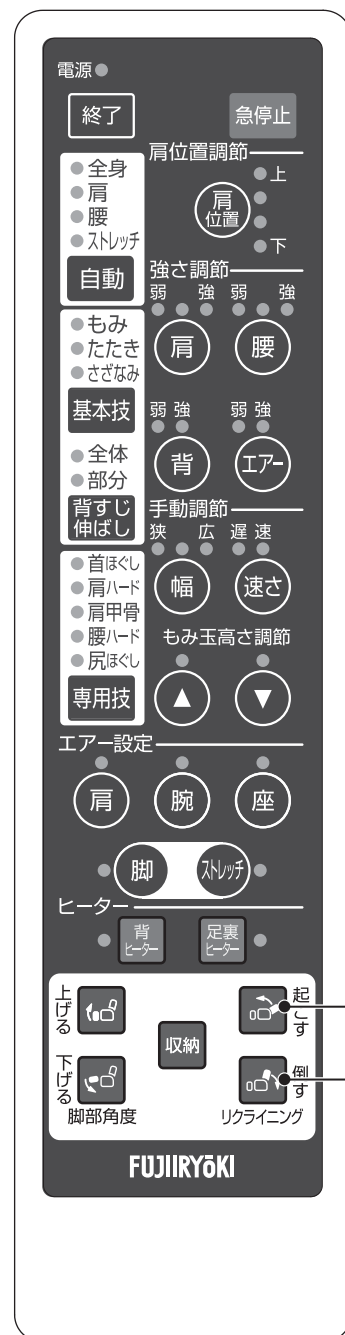 電源
終了 急停止
肩位置調節
全身
肩
腰
ストレッチ
自動
上
肩
位置
下
強さ調節
弱 強 弱 強
肩 腰
もみ
たたき
さざなみ
基本技
弱 強 弱 強
背 エアー
全体
部分
背すじ
伸ばし
手動調節
狭 広 遅 速
幅 速さ
首ほぐし
肩ハード
肩甲骨
腰ハード
尻ほぐし
専用技
もみ玉高さ調節
▲ ▼
エアー設定
肩 腕 座
脚 ストレッチ
ヒーター
背
ヒーター
足裏
ヒーター
上げる
下げる
脚部角度
収納
起こす
倒す
リクライニング
FUJIIRYōKI